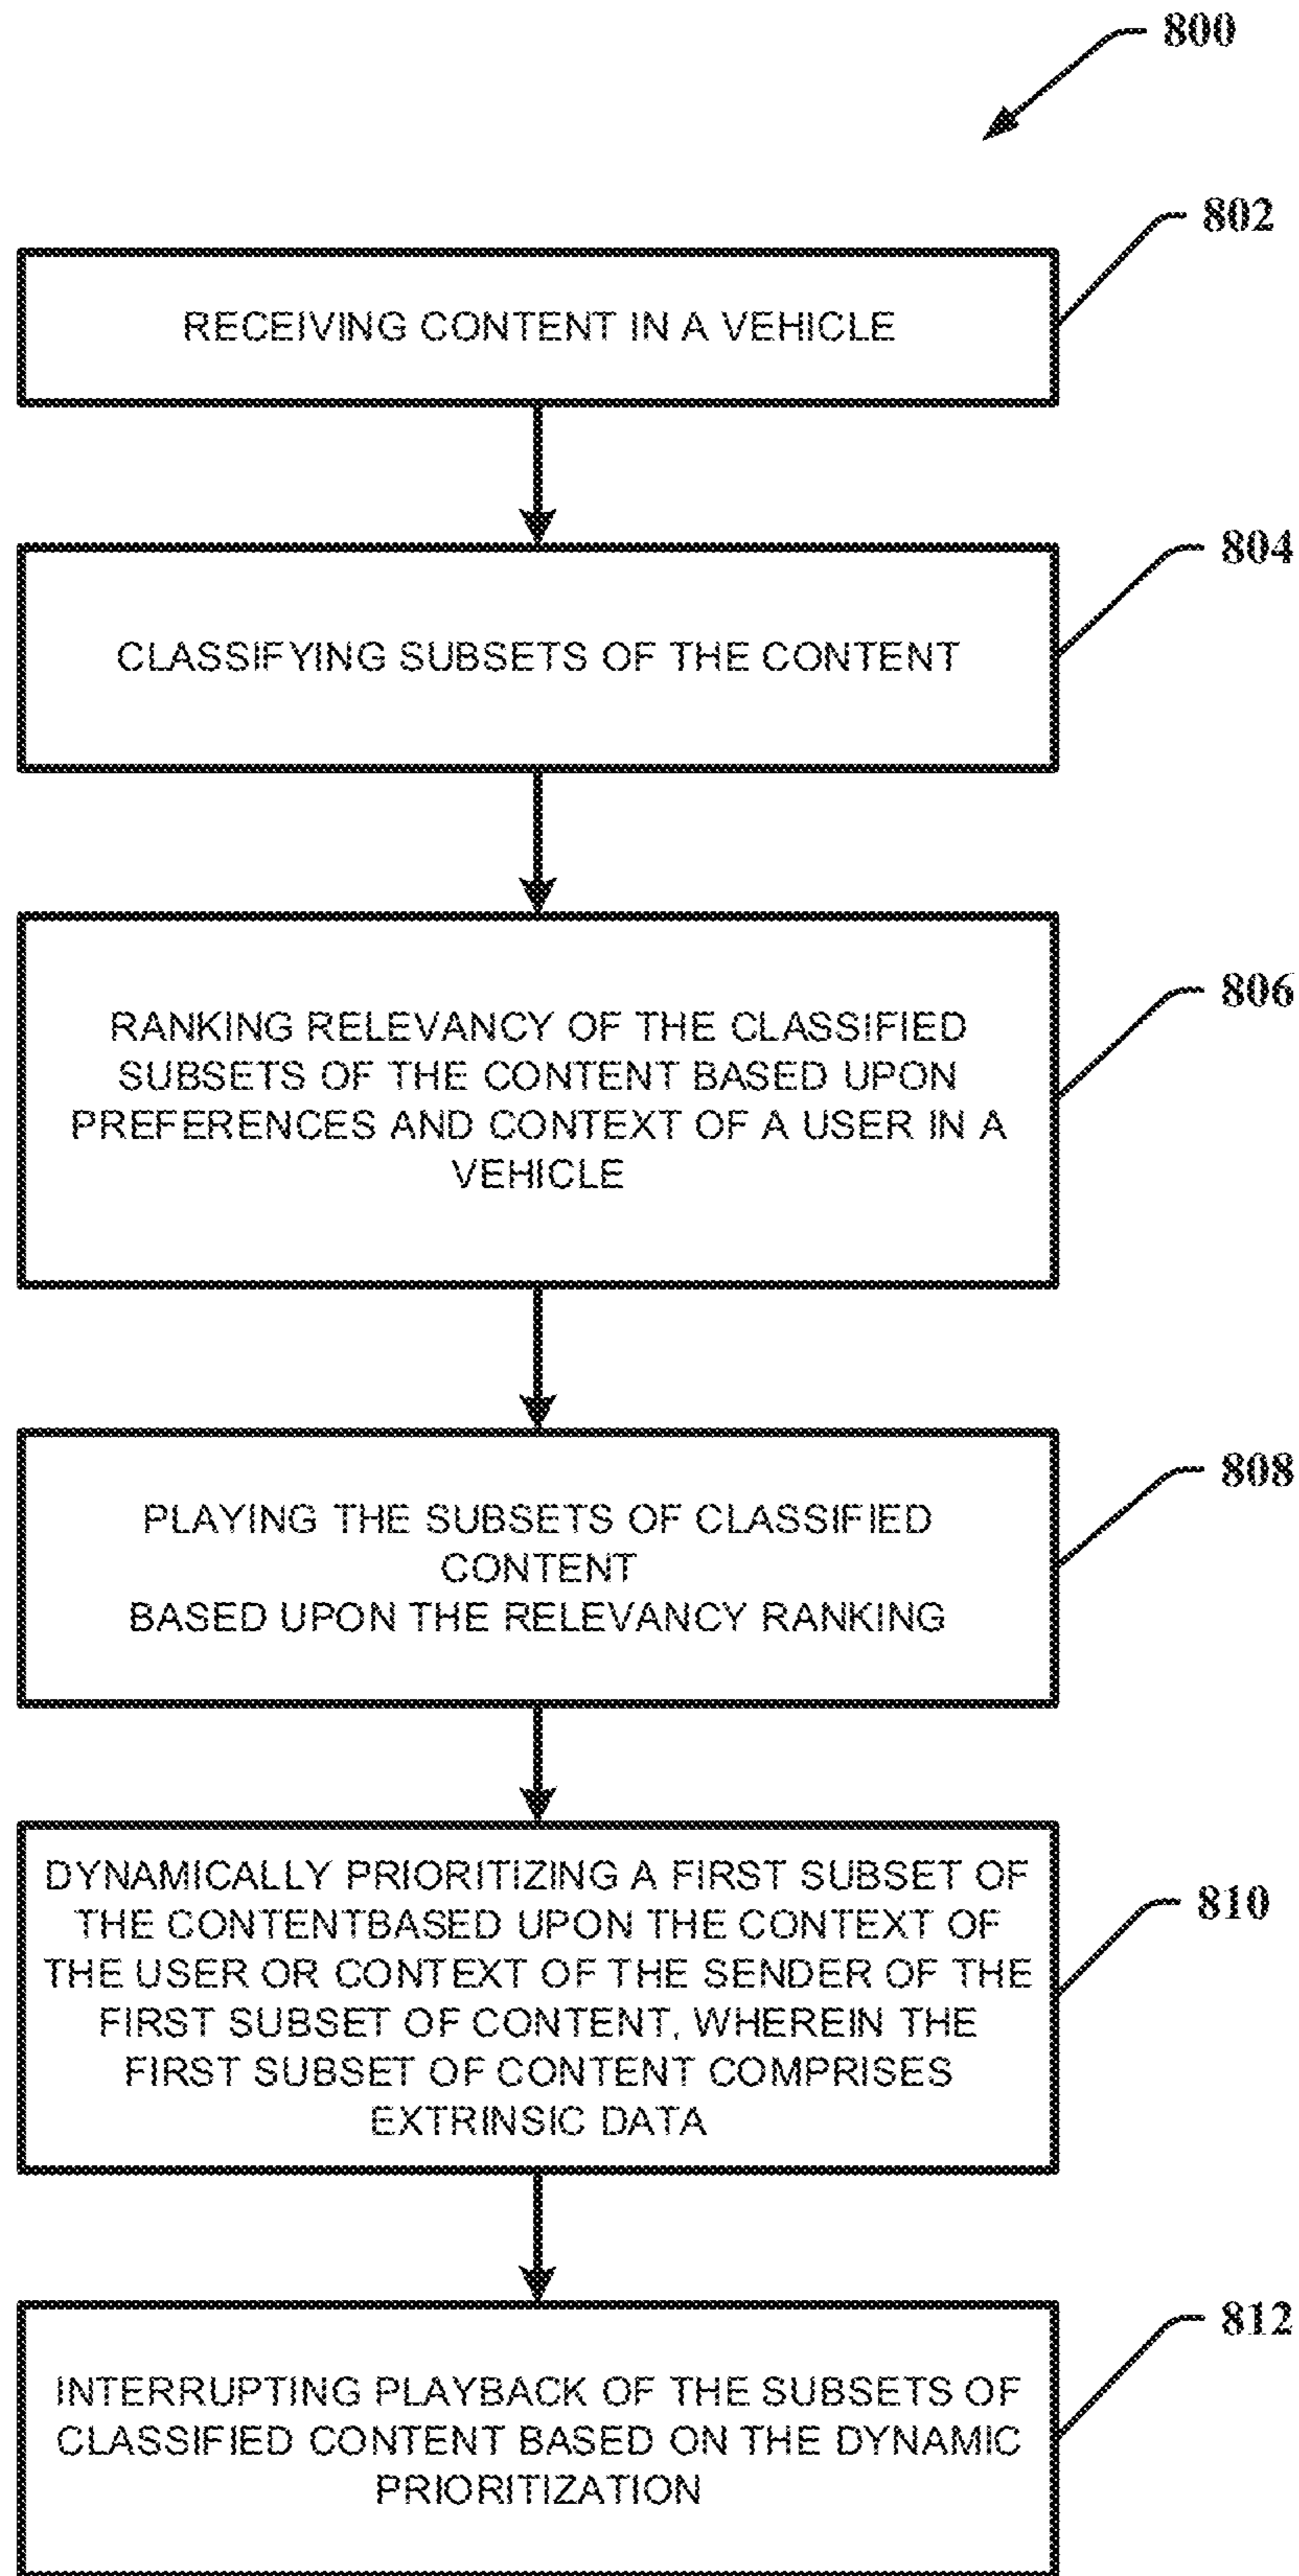 800
802
RECEIVING CONTENT IN A VEHICLE
804
CLASSIFYING SUBSETS OF THE CONTENT
806
RANKING RELEVANCY OF THE CLASSIFIED
SUBSETS OF THE CONTENT BASED UPON
PREFERENCES AND CONTEXT OF A USER IN A
VEHICLE
808
PLAYING THE SUBSETS OF CLASSIFIED
CONTENT
BASED UPON THE RELEVANCY RANKING
810
DYNAMICALLY PRIORITIZING A FIRST SUBSET OF
THE CONTENTBASED UPON THE CONTEXT OF
THE USER OR CONTEXT OF THE SENDER OF THE
FIRST SUBSET OF CONTENT, WHEREIN THE
FIRST SUBSET OF CONTENT COMPRISES
EXTRINSIC DATA
812
INTERRUPTING PLAYBACK OF THE SUBSETS OF
CLASSIFIED CONTENT BASED ON THE DYNAMIC
PRIORITIZATION